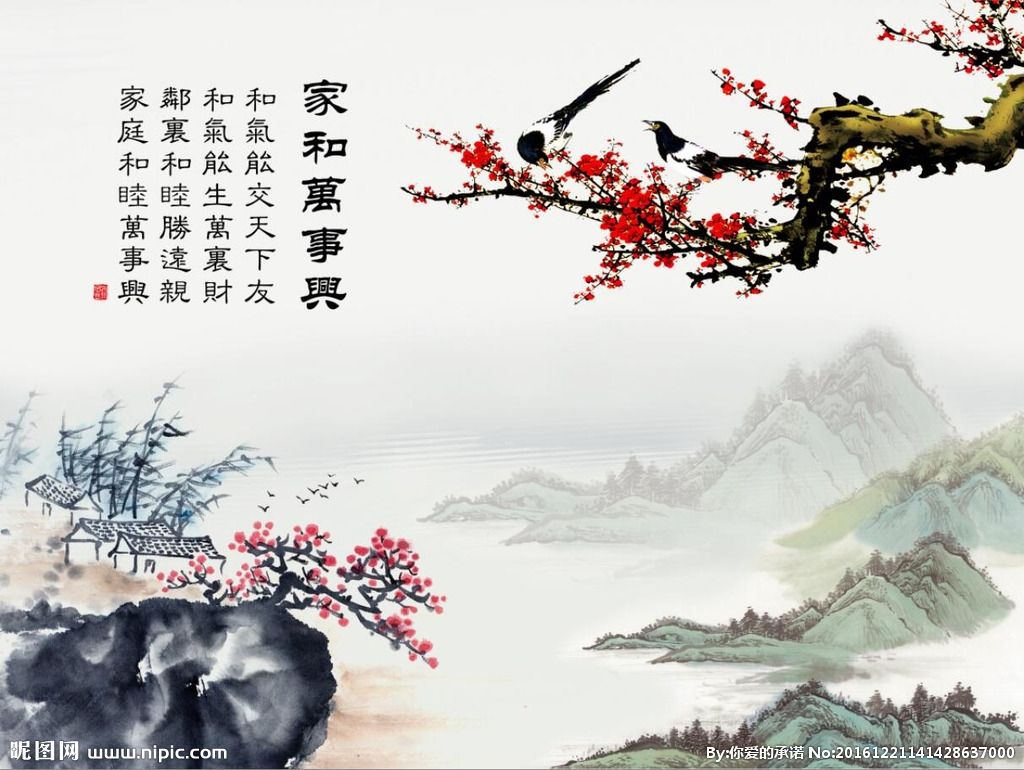 家和萬事興
和氣能交天下友
和氣能生萬裏財
鄰裏和睦勝遠親
家庭和睦萬事興
昵图网 www.nipic.com
By:你爱的承诺 No:20161221141428637000